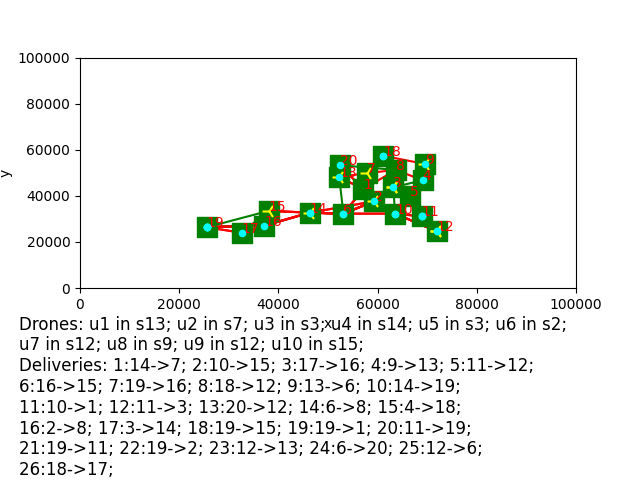 100000
80000
60000
40000
20000
0
y
0 20000 40000 60000 80000 100000
x
Drones: u1 in s13; u2 in s7; u3 in s3; u4 in s14; u5 in s3; u6 in s2;
u7 in s12; u8 in s9; u9 in s12; u10 in s15;
Deliveries: 1:14->7; 2:10->15; 3:17->16; 4:9->13; 5:11->12;
6:16->15; 7:19->16; 8:18->12; 9:13->6; 10:14->19;
11:10->1; 12:11->3; 13:20->12; 14:6->8; 15:4->18;
16:2->8; 17:3->14; 18:19->15; 19:19->1; 20:11->19;
21:19->11; 22:19->2; 23:12->13; 24:6->20; 25:12->6;
26:18->17;